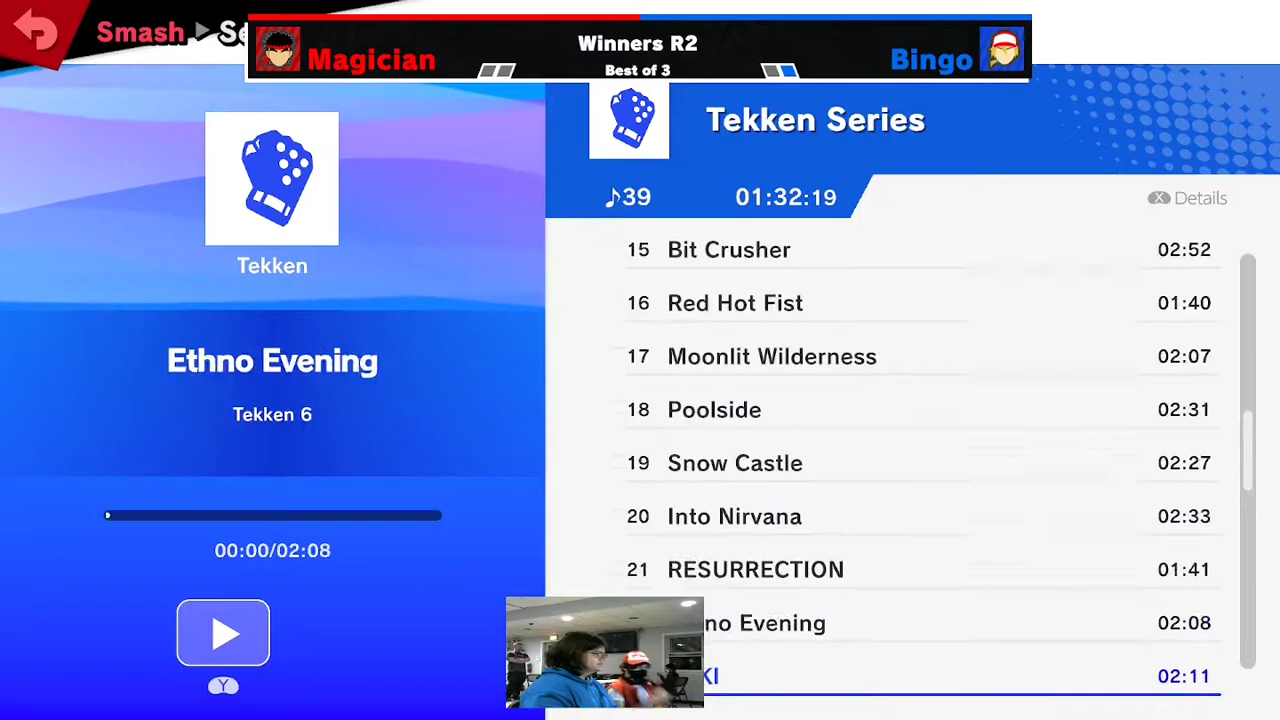 Smash
Magician
Winners R2
Best of 3
Bingo
Tekken
Ethno Evening
Tekken 6
00:00/02:08
Y
Tekken Series
♪39 01:32:19
X Details
15 Bit Crusher 02:52
16 Red Hot Fist 01:40
17 Moonlit Wilderness 02:07
18 Poolside 02:31
19 Snow Castle 02:27
20 Into Nirvana 02:33
21 RESURRECTION 01:41
no Evening 02:08
KI 02:11